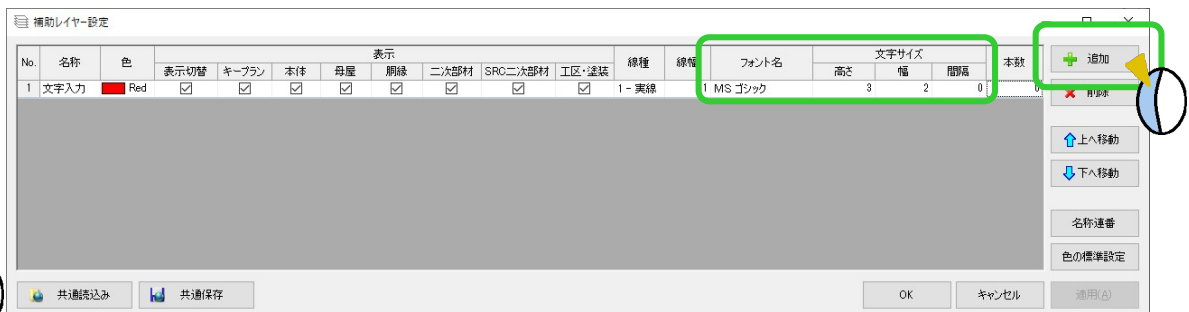 補助レイヤー設定
No. 名称 色 表示 線種 線幅 フォント名 文字サイズ 本数
表示切替 キープラン 本体 母屋 胴縁 二次部材 SRC二次部材 工区・塗装 高さ 幅 間隔
1 文字入力 Red 1 - 実線 1 MS ゴシック 3 2 0 0
追加
削除
上へ移動
下へ移動
名称連番
色の標準設定
共通読込み 共通保存 OK キャンセル 適用(A)